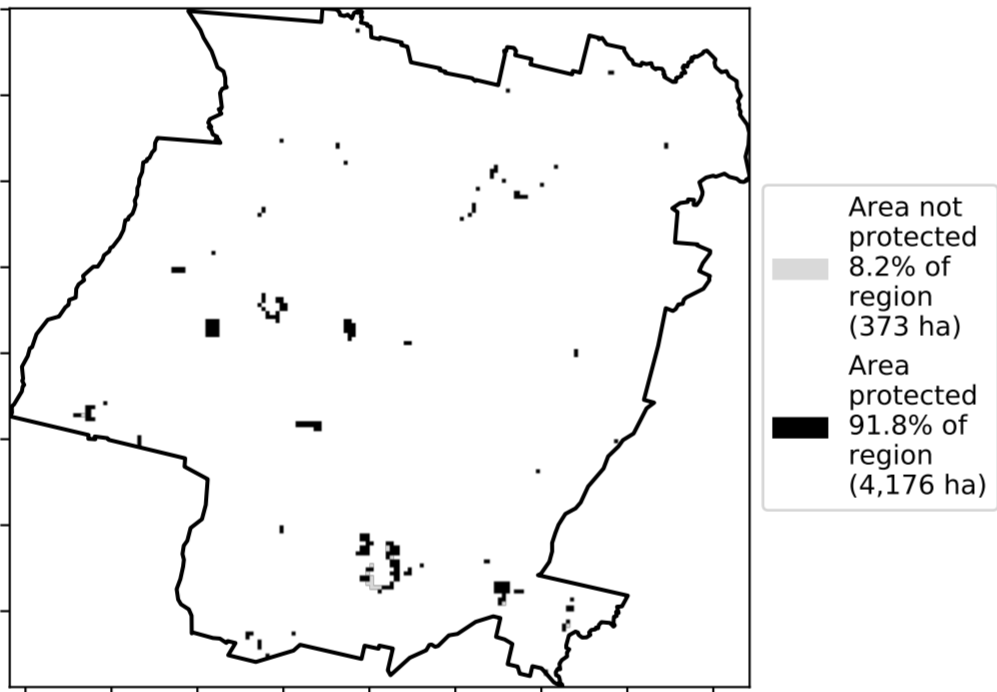 Area not
protected
8.2% of
region
(373 ha)
Area
protected
91.8% of
region
(4,176 ha)